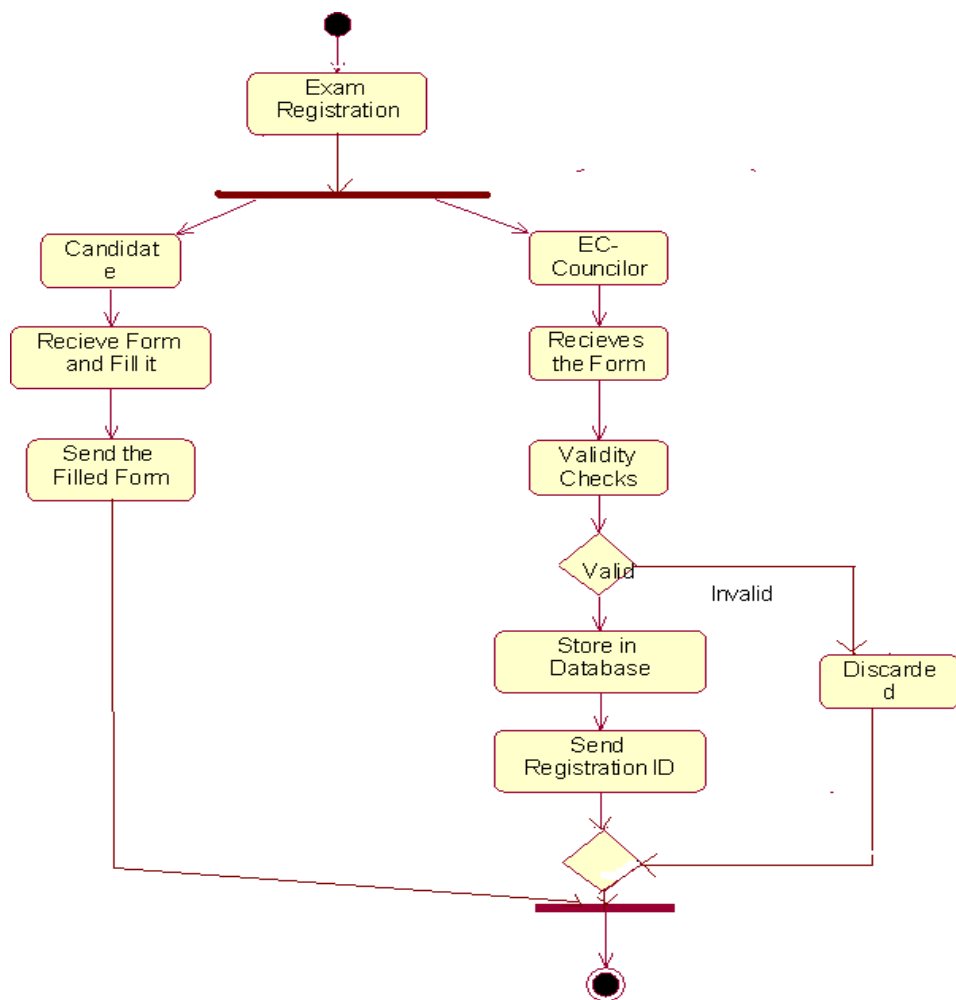 Exam
Registration
Candidat
e
EC-
Councilor
Recieve Form
and Fill it
Recieves
the Form
Send the
Filled Form
Validity
Checks
Valid
Invalid
Store in
Database
Discarde
d
Send
Registration ID